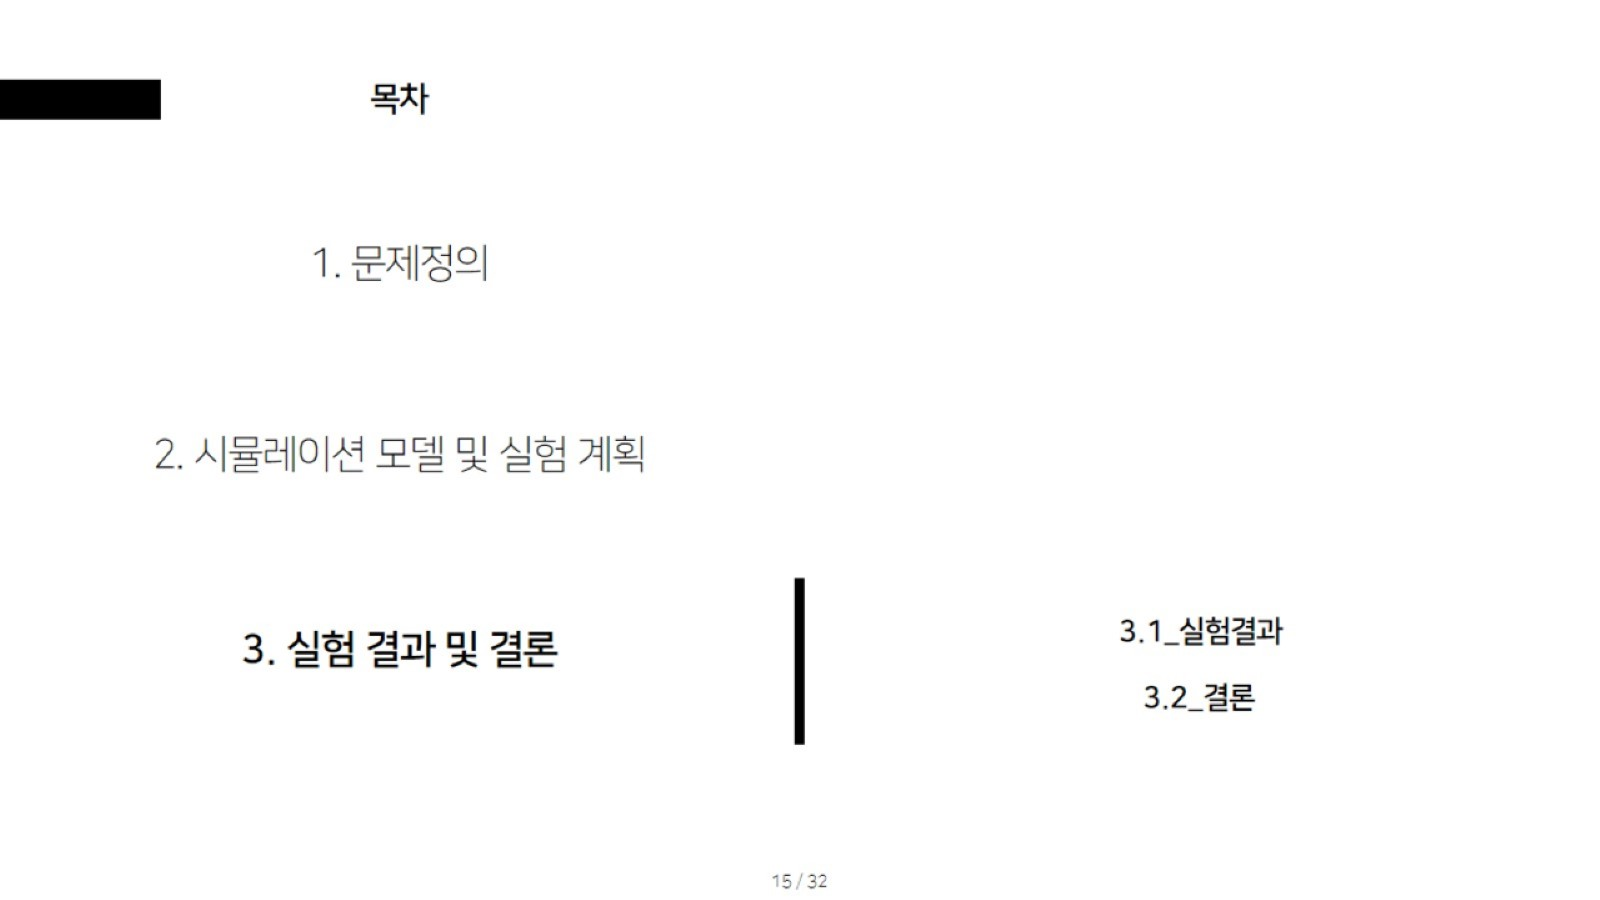 목차
1. 문제정의
2. 시뮬레이션 모델 및 실험 계획
3. 실험 결과 및 결론
3.1_실험결과
3.2_결론
15 / 32